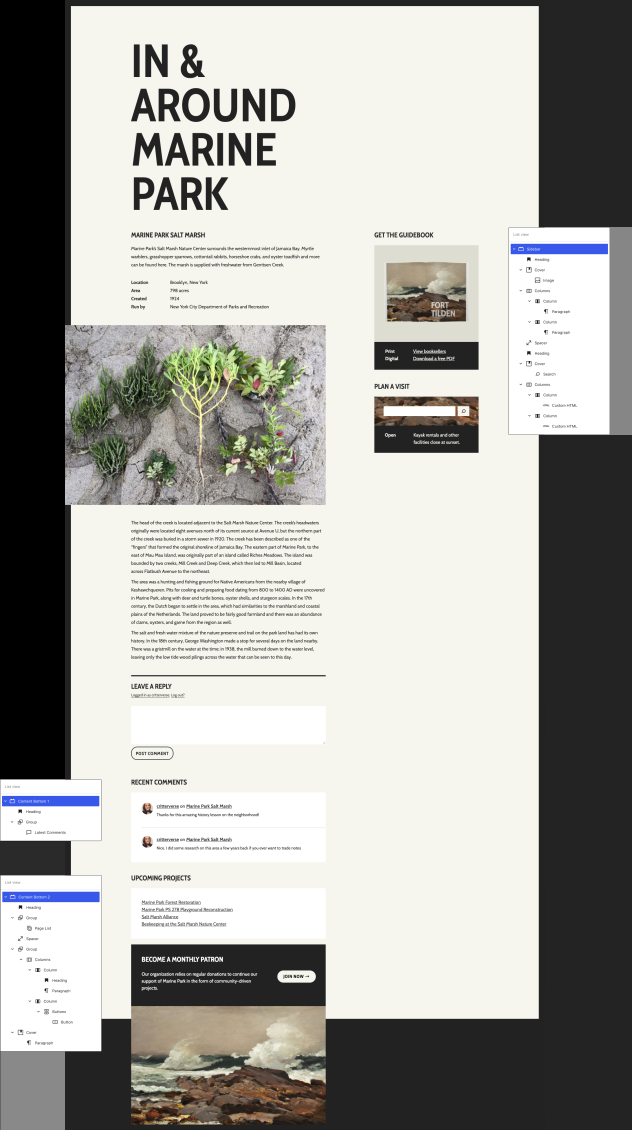 IN &
AROUND
MARINE
PARK
MARINE PARK SALT MARSH
Marine Park's Salt Marsh Nature Center surrounds the westernmost inlet of Jamaica Bay. Myrtle
warblers, grasshopper sparrows, cottontail rabbits, horseshoe crabs, and oyster toadfish and more
can be found here. The marsh is supplied with freshwater from Gerritsen Creek.
Location Brooklyn, New York
Area 798 acres
Created 1924
Run by New York City Department of Parks and Recreation
The head of the creek is located adjacent to the Salt Marsh Nature Center. The creek's headwaters
originally were located eight avenues north of its current source at Avenue U, but the northern part
of the creek was buried in a storm sewer in 1920. The creek has been described as one of the
"fingers" that formed the original shoreline of Jamaica Bay. The eastern part of Marine Park, to the
east of Mau Mau Island, was originally part of an island called Riches Meadows. The island was
bounded by two creeks, Mill Creek and Deep Creek, which then led to Mill Basin, located
across Flatbush Avenue to the northeast.
The area was a hunting and fishing ground for Native Americans from the nearby village of
Keshawchqueren. Pits for cooking and preparing food dating from 800 to 1400 AD were uncovered
in Marine Park, along with deer and turtle bones, oyster shells, and sturgeon scales. In the 17th
century, the Dutch began to settle in the area, which had similarities to the marshland and coastal
plains of the Netherlands. The land proved to be fairly good farmland and there was an abundance
of clams, oysters, and game from the region as well.
The salt and fresh water mixture of the nature preserve and trail on the park land has had its own
history. In the 18th century, George Washington made a stop for several days on the land nearby.
There was a gristmill on the water at the time; in 1938, the mill burned down to the water level,
leaving only the low tide wood pilings across the water that can be seen to this day.
LEAVE A REPLY
Logged in as critterverse. Log out?
POST COMMENT
RECENT COMMENTS
critterverse on Marine Park Salt Marsh
Thanks for this amazing history lesson on the neighborhood!
critterverse on Marine Park Salt Marsh
Nice, I did some research on this area a few years back if you ever want to trade notes
UPCOMING PROJECTS
Marine Park Forest Restoration
Marine Park-PS 278 Playground Reconstruction
Salt Marsh Alliance
Beekeeping at the Salt Marsh Nature Center
BECOME A MONTHLY PATRON
Our organization relies on regular donations to continue our
support of Marine Park in the form of community-driven
projects.
JOIN NOW →
GET THE GUIDEBOOK
FORT
TILDEN
Print View booksellers
Digital Download a free PDF
PLAN A VISIT
Open Kayak rentals and other
facilities close at sunset.
List view
Sidebar
Heading
Cover
Image
Columns
Column
Paragraph
Column
Paragraph
Spacer
Heading
Cover
Search
Columns
Column
Custom HTML
Column
Custom HTML
List view
Content Bottom 1
Heading
Group
Latest Comments
List view
Content Bottom 2
Heading
Group
Page List
Spacer
Group
Columns
Column
Heading
Paragraph
Column
Buttons
Button
Cover
Paragraph